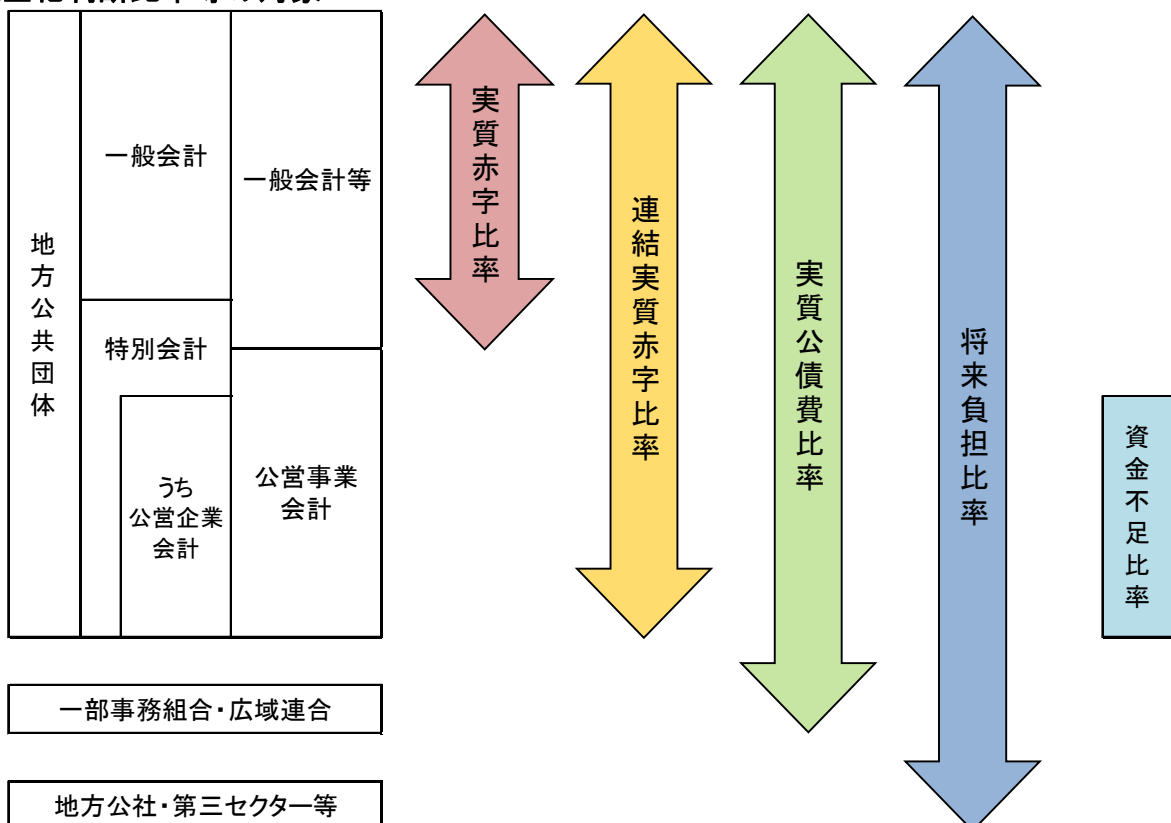 地方公共団体
一般会計
一般会計等
特別会計
うち
公営企業
会計
公営事業
会計
一部事務組合・広域連合
地方公社・第三セクター等
実質赤字比率
連結実質赤字比率
実質公債費比率
将来負担比率
資金不足比率